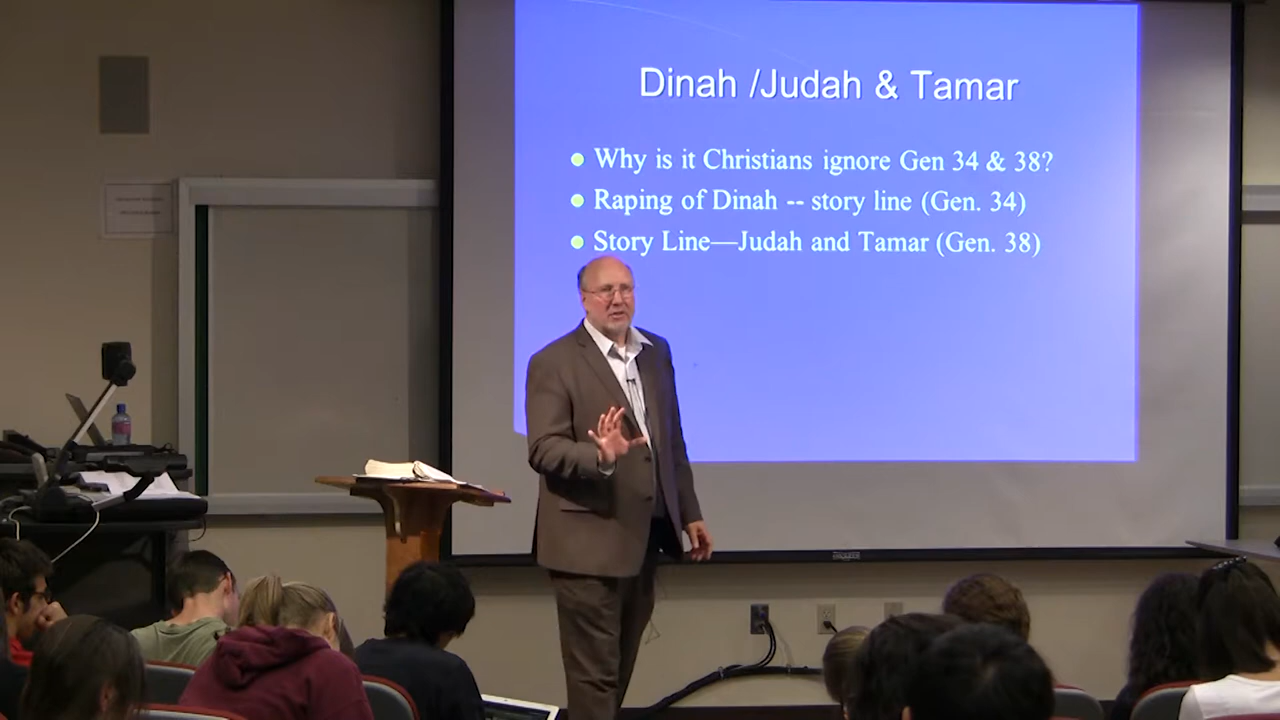 Dinah /Judah & Tamar
Why is it Christians ignore Gen 34 & 38?
Raping of Dinah -- story line (Gen. 34)
Story Line—Judah and Tamar (Gen. 38)